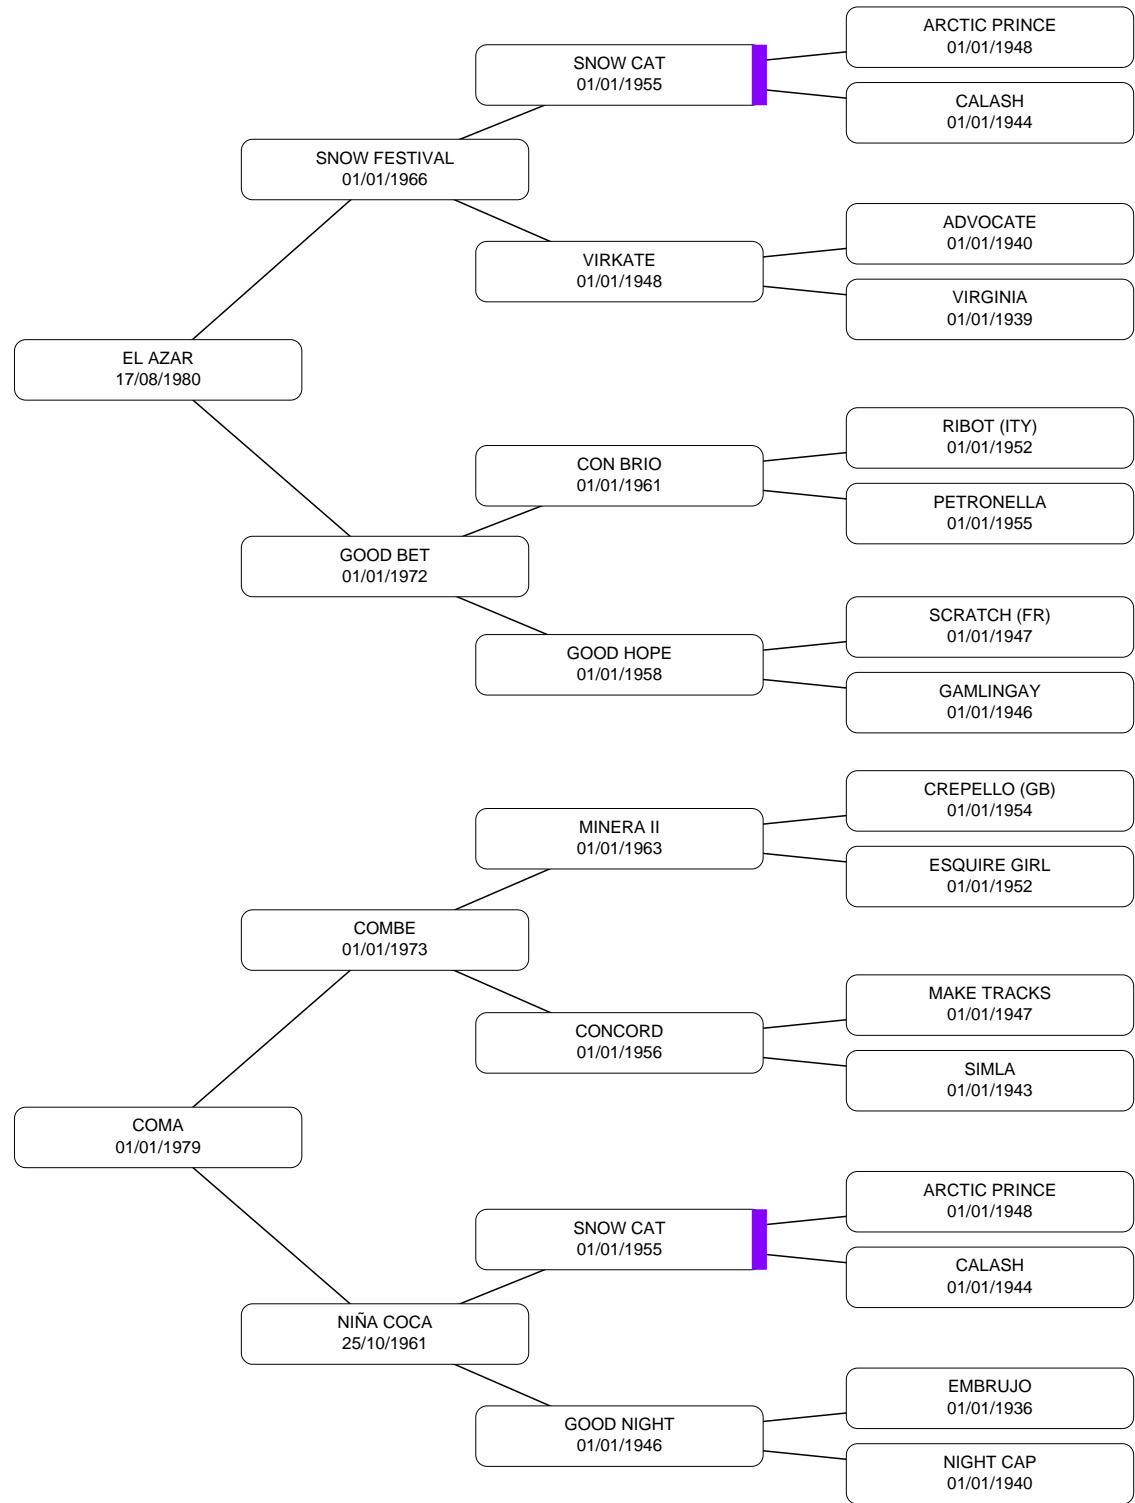 ARCTIC PRINCE
01/01/1948
SNOW CAT
01/01/1955
CALASH
01/01/1944
SNOW FESTIVAL
01/01/1966
ADVOCATE
01/01/1940
VIRKATE
01/01/1948
VIRGINIA
01/01/1939
EL AZAR
17/08/1980
RIBOT (ITY)
01/01/1952
CON BRIO
01/01/1961
PETRONELLA
01/01/1955
GOOD BET
01/01/1972
SCRATCH (FR)
01/01/1947
GOOD HOPE
01/01/1958
GAMLINGAY
01/01/1946
CREPELLO (GB)
01/01/1954
MINERA II
01/01/1963
ESQUIRE GIRL
01/01/1952
COMBE
01/01/1973
MAKE TRACKS
01/01/1947
CONCORD
01/01/1956
SIMLA
01/01/1943
COMA
01/01/1979
ARCTIC PRINCE
01/01/1948
SNOW CAT
01/01/1955
CALASH
01/01/1944
NIÑA COCA
25/10/1961
EMBRUJO
01/01/1936
GOOD NIGHT
01/01/1946
NIGHT CAP
01/01/1940